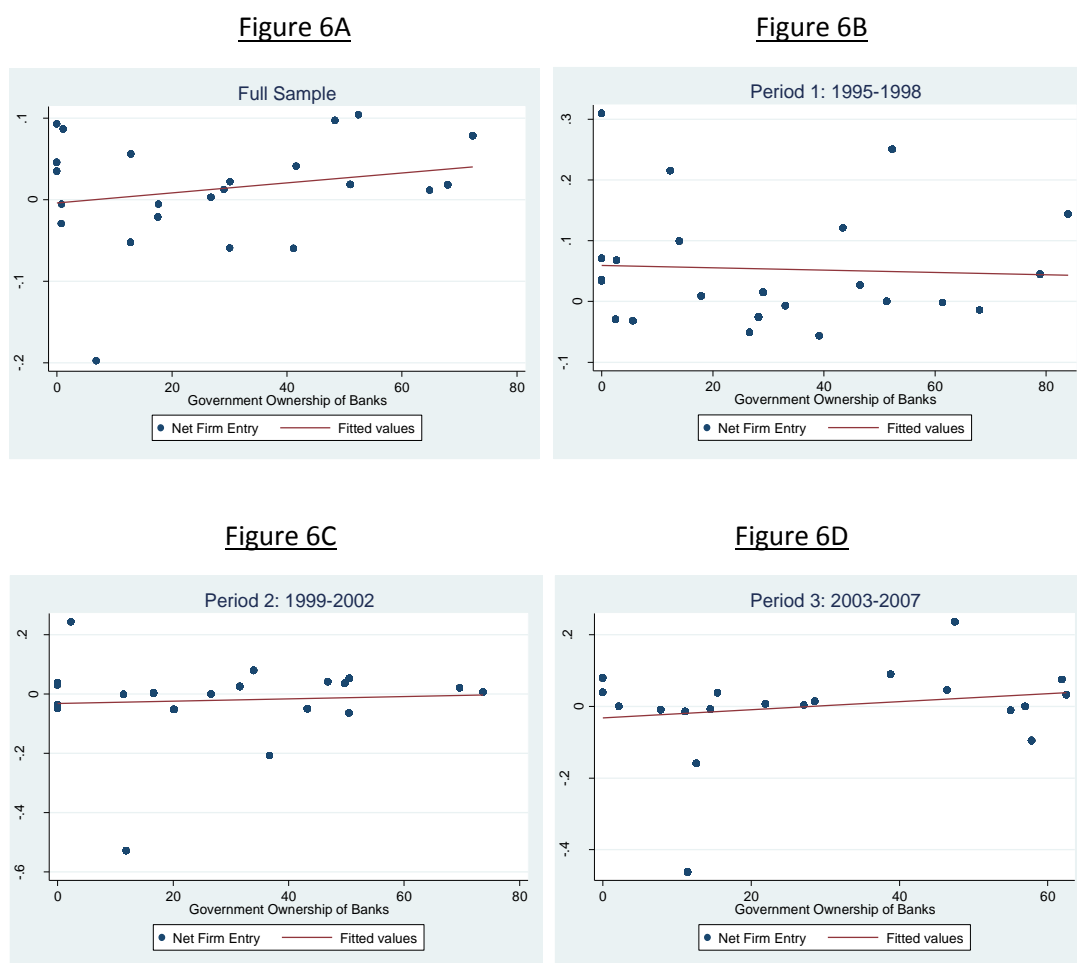 Figure 6A
Figure 6B
Full Sample
.1
0
-.1
-.2
0 20 40 60 80
Government Ownership of Banks
Net Firm Entry Fitted values
Period 1: 1995-1998
.3
.2
.1
0
-.1
0 20 40 60 80
Government Ownership of Banks
Net Firm Entry Fitted values
Figure 6C
Figure 6D
Period 2: 1999-2002
.2
0
-.2
-.4
-.6
0 20 40 60 80
Government Ownership of Banks
Net Firm Entry Fitted values
Period 3: 2003-2007
.2
0
-.2
-.4
0 20 40 60
Government Ownership of Banks
Net Firm Entry Fitted values